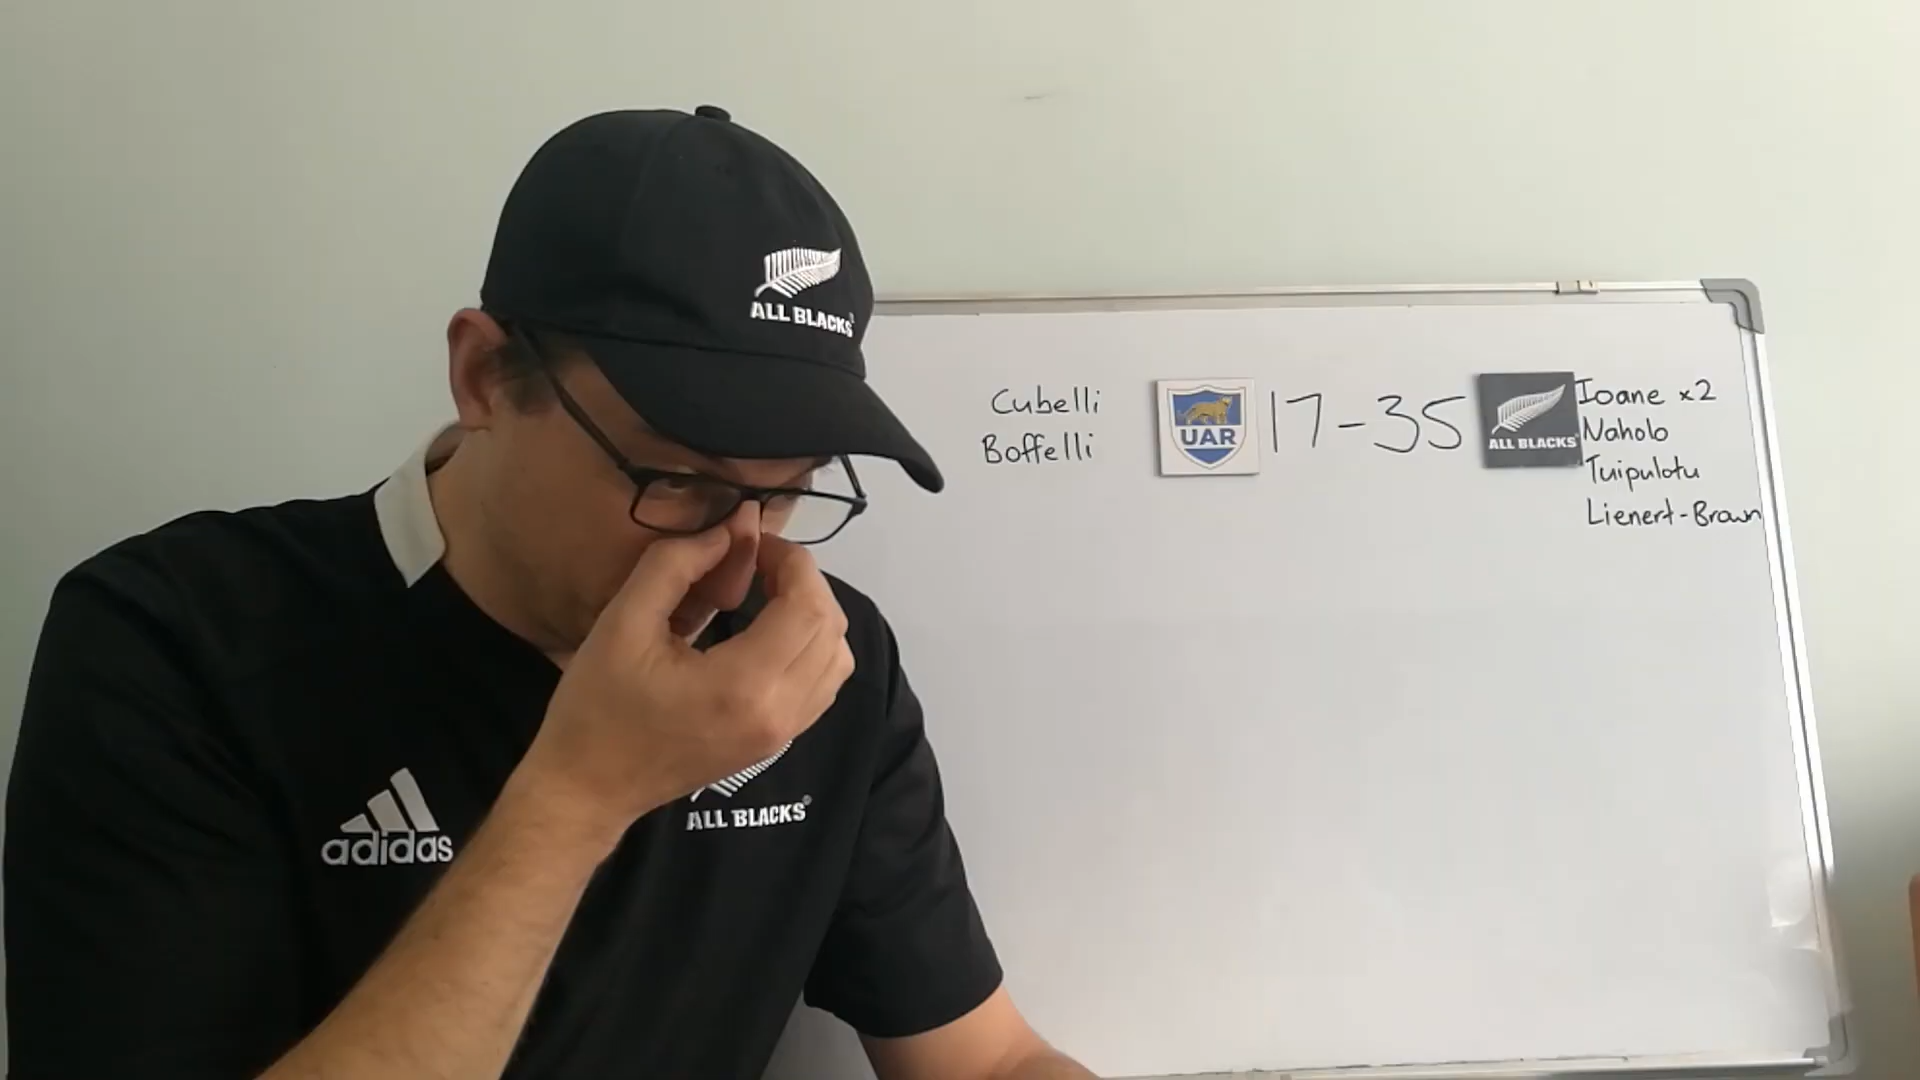 ALL BLACKS
Cubelli
Boffelli
UAR
17-35
ALL BLACKS
Ioane x2
Naholo
Tuipulotu
Lienert-Brown
adidas
ALL BLACKS